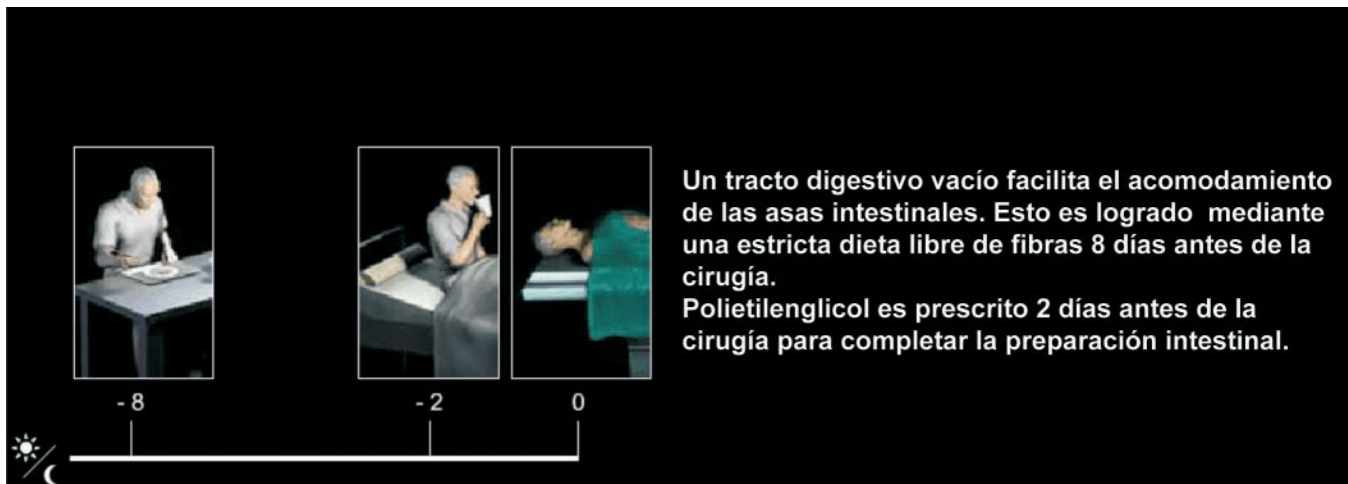 Un tracto digestivo vacío facilita el acomodamiento
de las asas intestinales. Esto es logrado mediante
una estricta dieta libre de fibras 8 días antes de la
cirugía.
Polietilenglicol es prescrito 2 días antes de la
cirugía para completar la preparación intestinal.
- 8
- 2
0